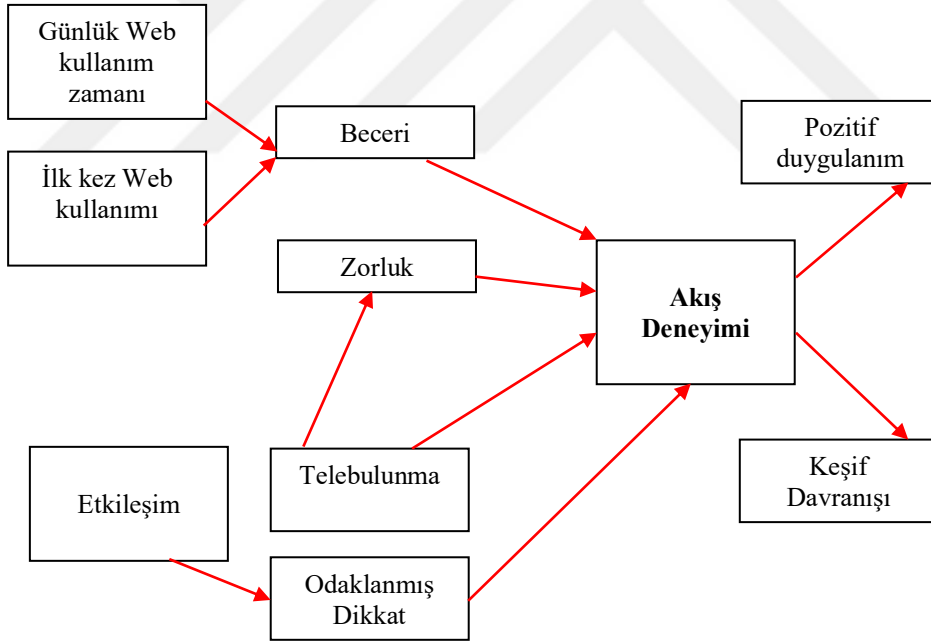 Günlük Web
kullanım
zamanı
Beceri
Pozitif
duygulanım
İlk kez Web
kullanımı
Zorluk
Akış
Deneyimi
Telebulunma
Etkileşim
Keşif
Davranışı
Odaklanmış
Dikkat